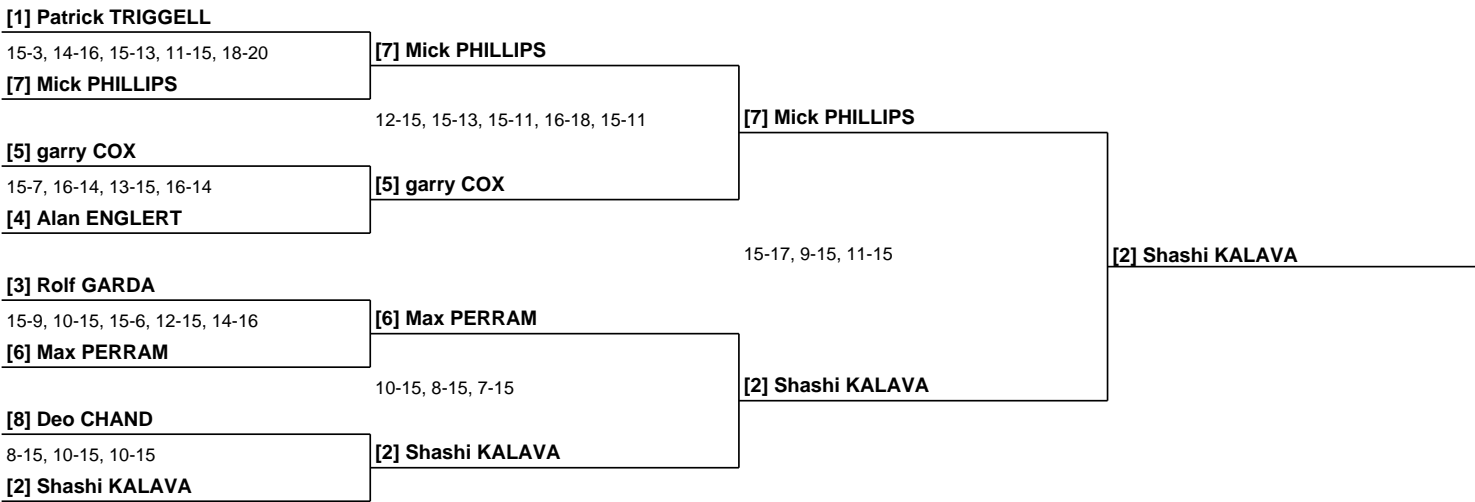 [1] Patrick TRIGGELL
15-3, 14-16, 15-13, 11-15, 18-20
[7] Mick PHILLIPS
[7] Mick PHILLIPS
12-15, 15-13, 15-11, 16-18, 15-11
[7] Mick PHILLIPS
[5] garry COX
15-7, 16-14, 13-15, 16-14
[5] garry COX
[4] Alan ENGLERT
15-17, 9-15, 11-15
[2] Shashi KALAVA
[3] Rolf GARDA
15-9, 10-15, 15-6, 12-15, 14-16
[6] Max PERRAM
[6] Max PERRAM
10-15, 8-15, 7-15
[2] Shashi KALAVA
[8] Deo CHAND
8-15, 10-15, 10-15
[2] Shashi KALAVA
[2] Shashi KALAVA